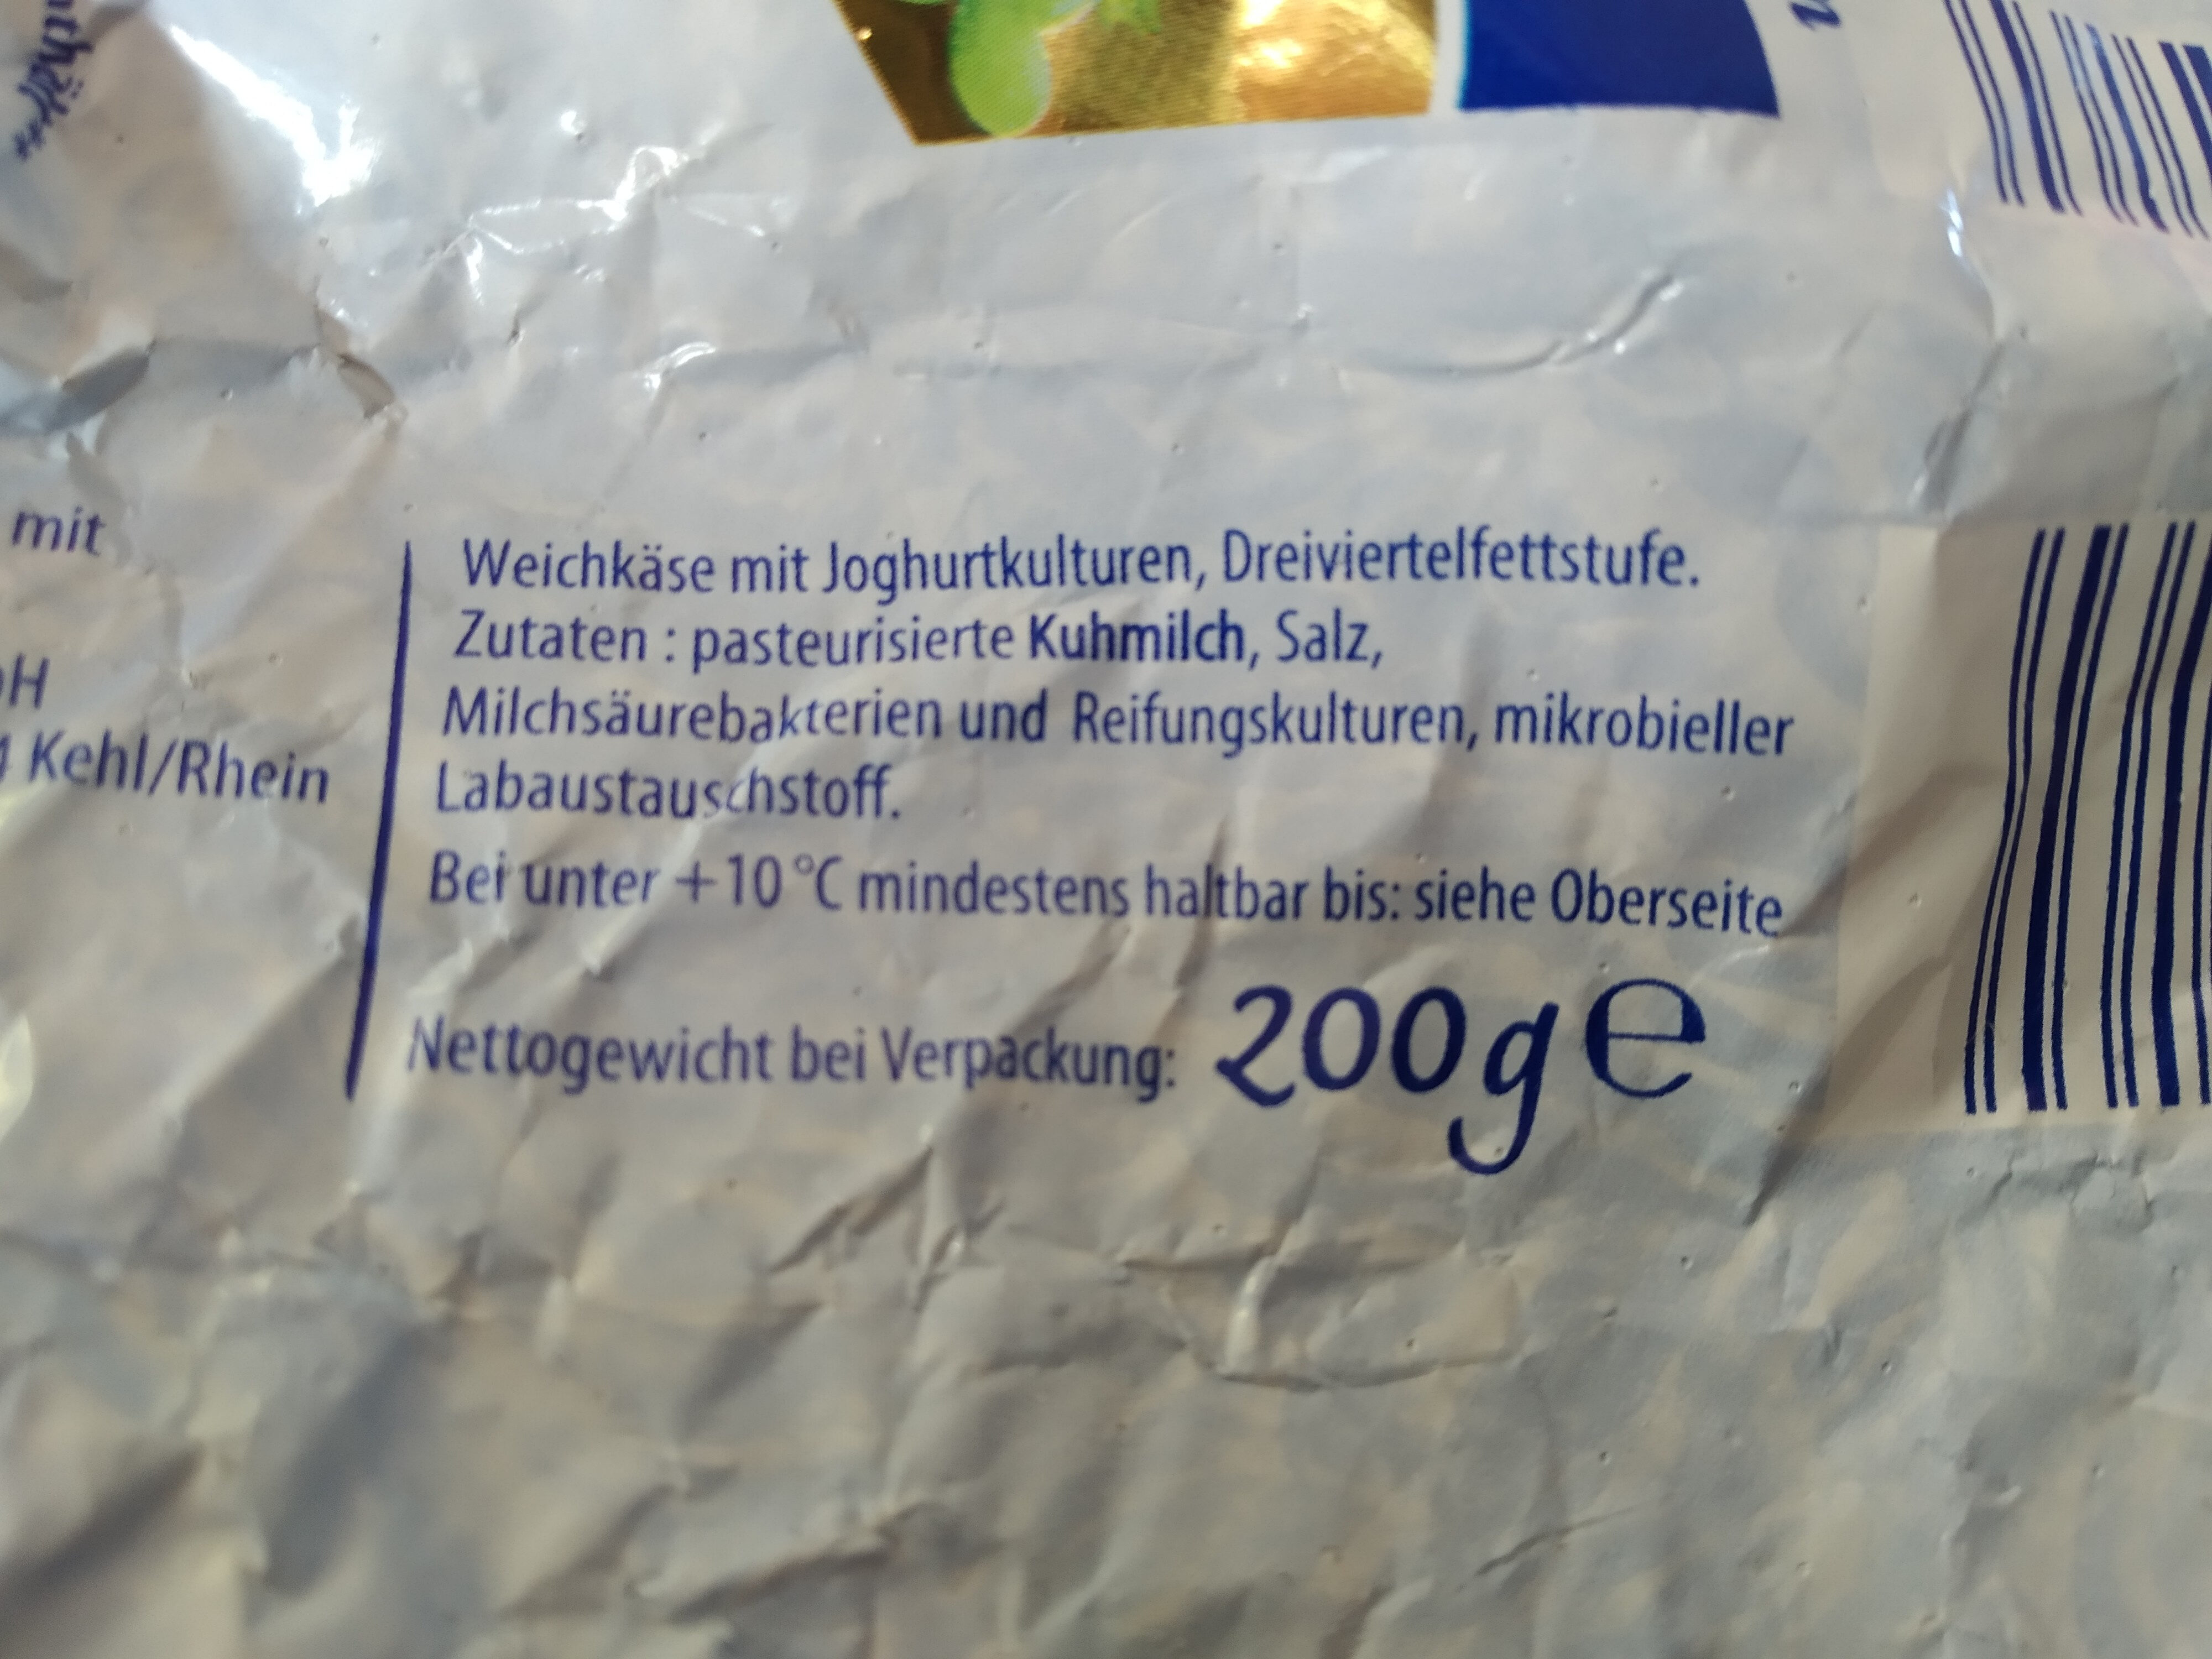 mit
H
Kehl/Rhein
Weichkäse mit Joghurtkulturen, Dreiviertelfettstufe.
Zutaten : pasteurisierte Kuhmilch, Salz,
Milchsäurebakterien und Reifungskulturen, mikrobieller
Labaustauschstoff.
Bei unter +10 °C mindestens haltbar bis: siehe Oberseite
Nettogewicht bei Verpackung: 200g e